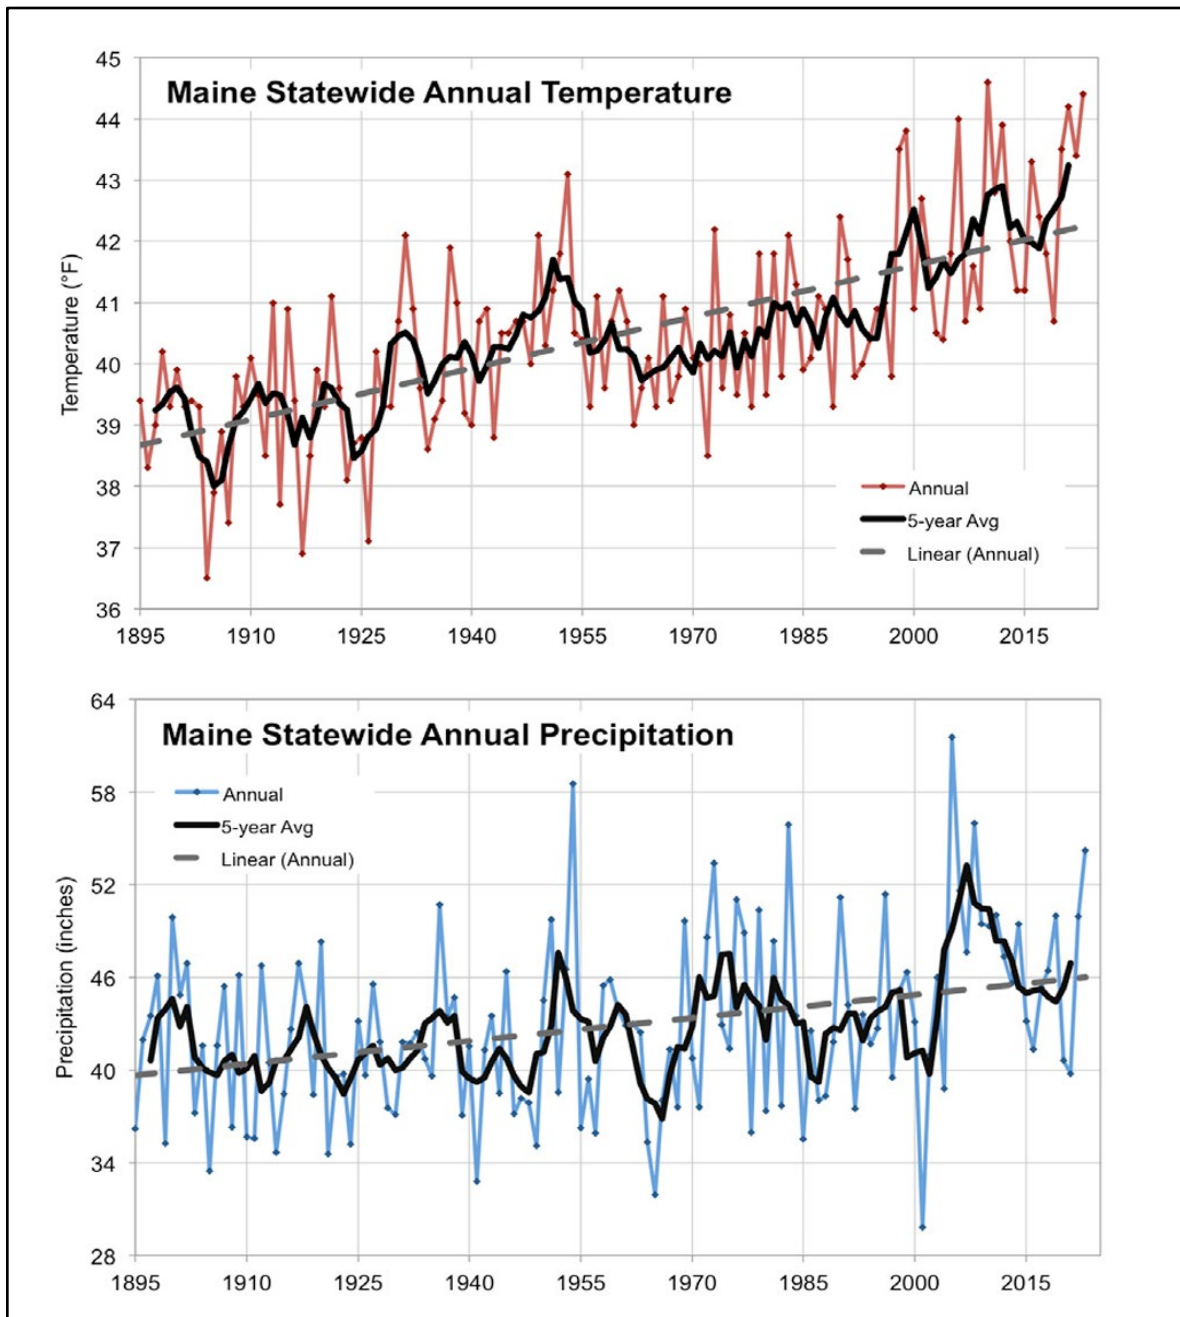 Maine Statewide Annual Temperature
45
44
43
42
41
40
39
38
37
36
Temperature (°F)
Annual
5-year Avg
Linear (Annual)
1895 1910 1925 1940 1955 1970 1985 2000 2015
Maine Statewide Annual Precipitation
64
58
52
46
40
34
28
Precipitation (inches)
Annual
5-year Avg
Linear (Annual)
1895 1910 1925 1940 1955 1970 1985 2000 2015